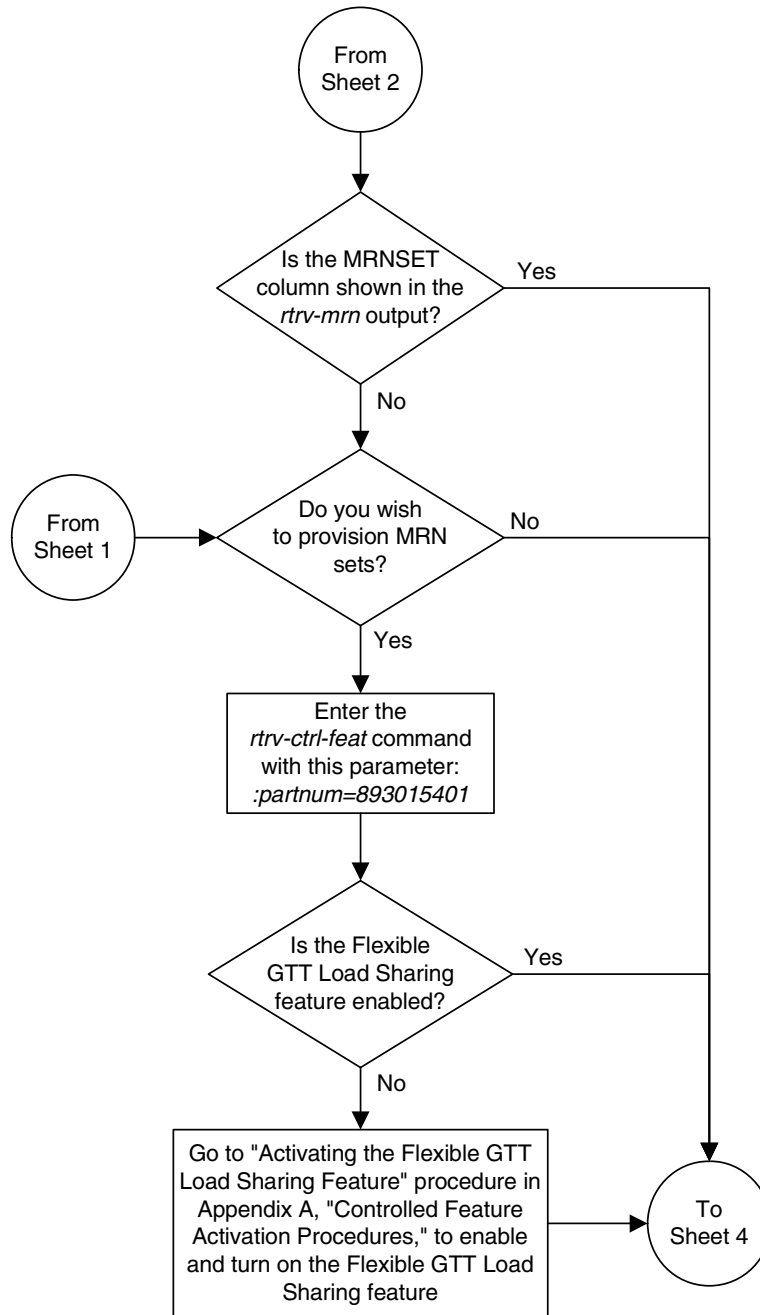 From
Sheet 2
Is the MRNSET
column shown in the
rtrv-mrn output?
Yes
No
From
Sheet 1
Do you wish
to provision MRN
sets?
No
Yes
Enter the
rtrv-ctrl-feat command
with this parameter:
:partnum=893015401
Is the Flexible
GTT Load Sharing
feature enabled?
Yes
No
Go to "Activating the Flexible GTT
Load Sharing Feature" procedure in
Appendix A, "Controlled Feature
Activation Procedures," to enable
and turn on the Flexible GTT Load
Sharing feature
To
Sheet 4